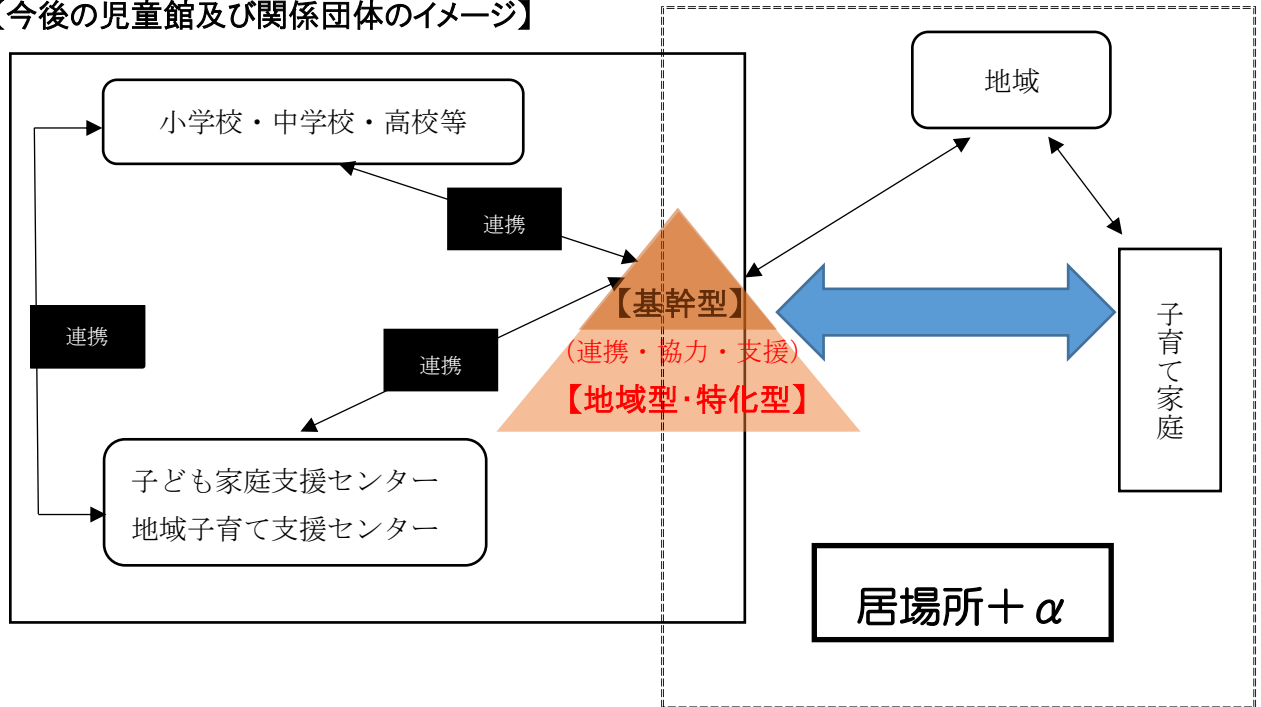 【今後の児童館及び関係団体のイメージ】
地域
小学校・中学校・高校等
連携
【基幹型】
子育て家庭
連携
(連携・協力・支援)
連携
【地域型・特化型】
子ども家庭支援センター
地域子育て支援センター
居場所＋α